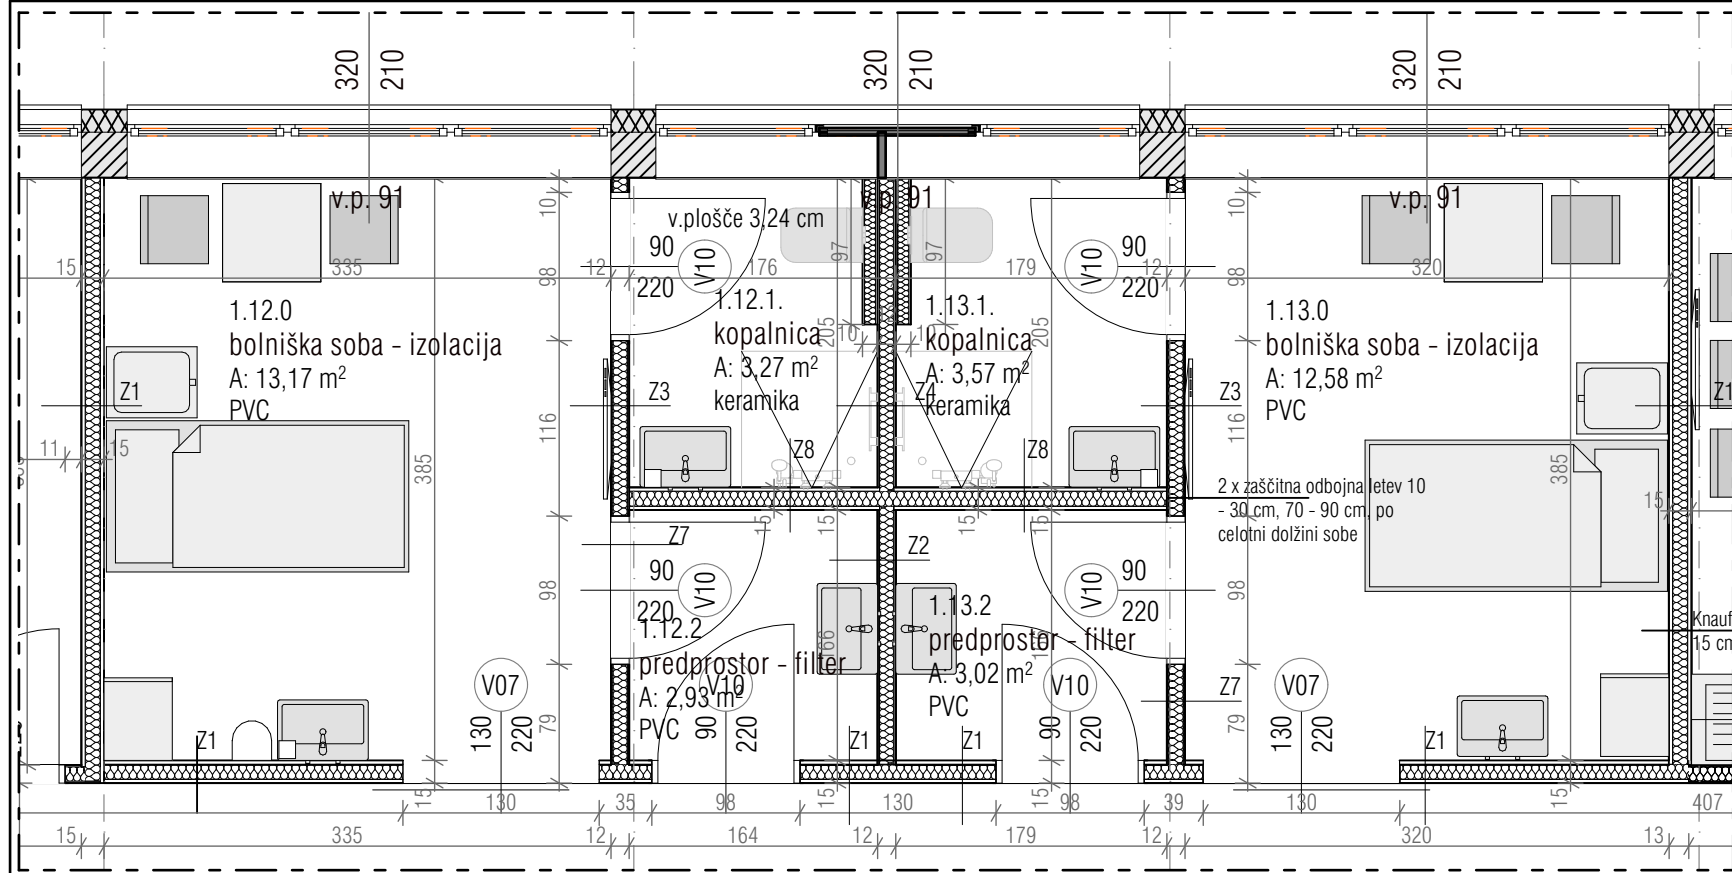 320
210
320
210
320
210
v.p. 91
v.p. 91
v.p. 91
v.plošče 3,24 cm
10
10
97
97
98
98
15
335
12
176
179
12
320
90
220
V10
V10
90
220
1.12.0
bolniška soba - izolacija
A: 13,17 m²
PVC
1.12.1.
kopalnica
A: 3,27 m²
keramika
1.13.1.
kopalnica
A: 3,57 m²
keramika
1.13.0
bolniška soba - izolacija
A: 12,58 m²
PVC
205
205
10
Z1
Z3
Z4
Z3
Z1
116
116
11
15
385
385
Z8
Z8
15
2 x zaščitna odbojna letev 10
- 30 cm, 70 - 90 cm, po
celotni dolžini sobe
15
15
15
15
Z7
Z2
90
220
V10
V10
90
220
98
98
1.12.2
predprostor - filter
A: 2,93 m²
PVC
1.13.2
predprostor - filter
A: 3,02 m²
PVC
166
Knauf
15 cm
V07
130
220
V10
90
220
V10
90
220
Z7
V07
130
220
79
79
Z1
Z1
Z1
Z1
15
15
15
15
130
35
98
130
98
39
130
407
15
335
12
164
12
179
12
320
13